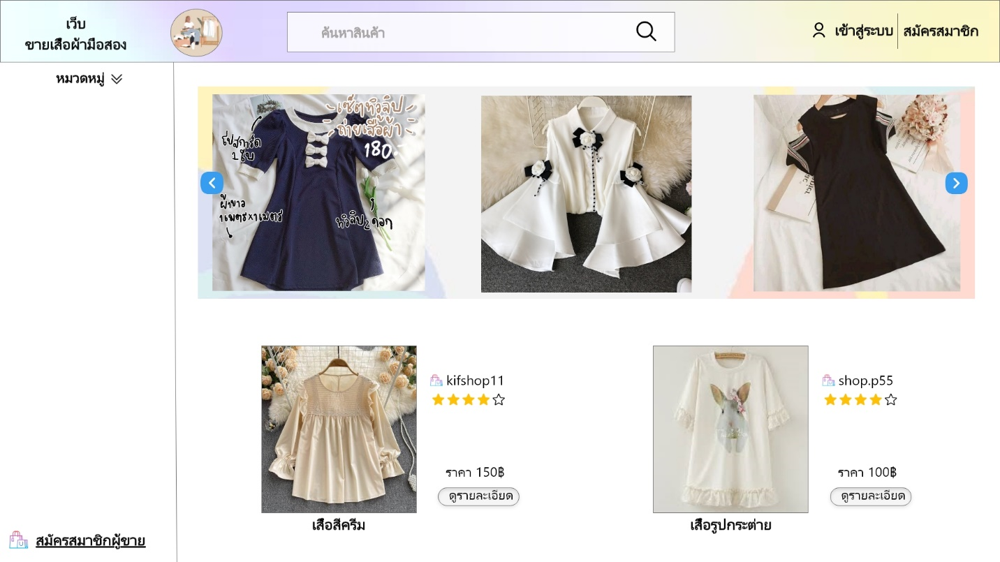 เว็บ
ขายเสือผ้ามือสอง
ค้นหาสินค้า
เข้าสู่ระบบ
สมัครสมาชิก
หมวดหมู่
เซ็ตทิวลิป
ถ่ายเสื้อผ้า
180.-
โปสการ์ด
1 ใบ
ผ้าขาว
1 เมตร x 1 เมตร
ทิวลิป 2 ดอก
kifshop11
ราคา 150฿
ดูรายละเอียด
เสือสีครีม
shop.p55
ราคา 100฿
ดูรายละเอียด
เสือรูปกระต่าย
สมัครสมาชิกผู้ขาย